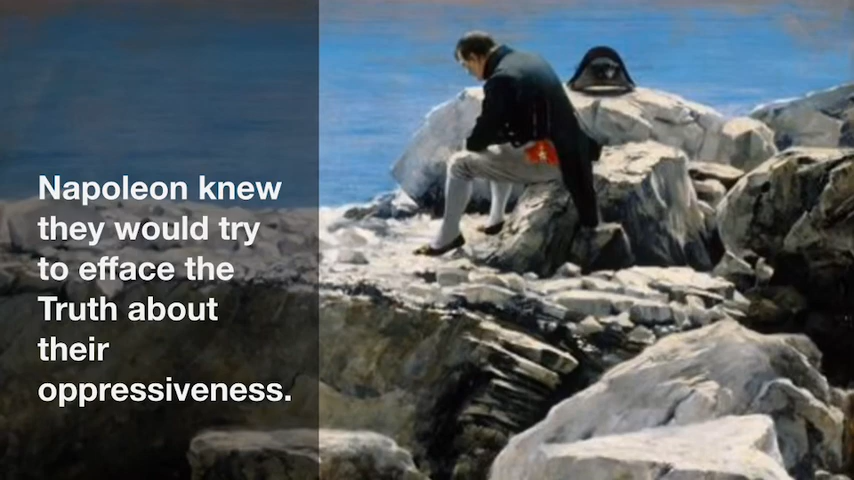 Napoleon knew
they would try
to efface the
Truth about
their
oppressiveness.